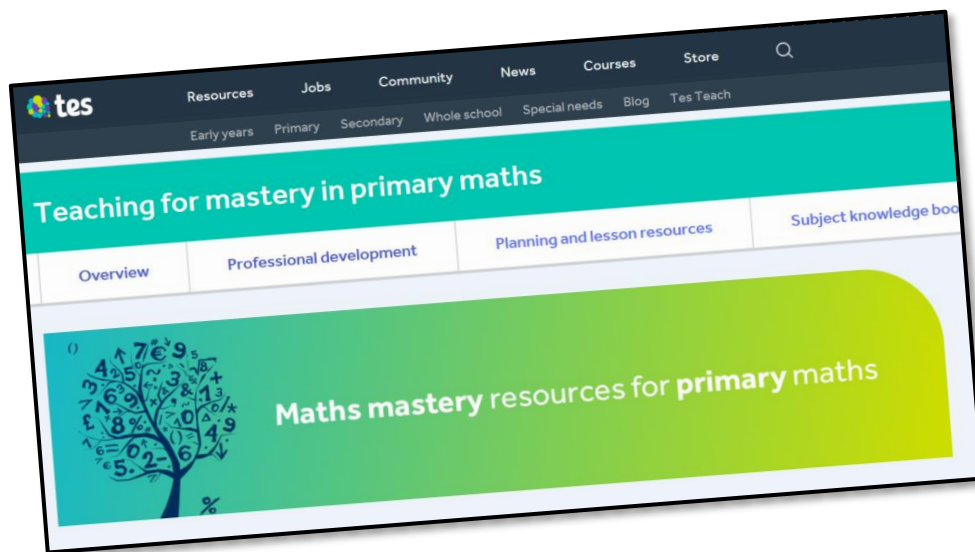 tes
Resources Jobs Community News Courses Store
Early years Primary Secondary Whole school Special needs Blog Tes Teach
Teaching for mastery in primary maths
Overview Professional development Planning and lesson resources Subject knowledge boo
Maths mastery resources for primary maths